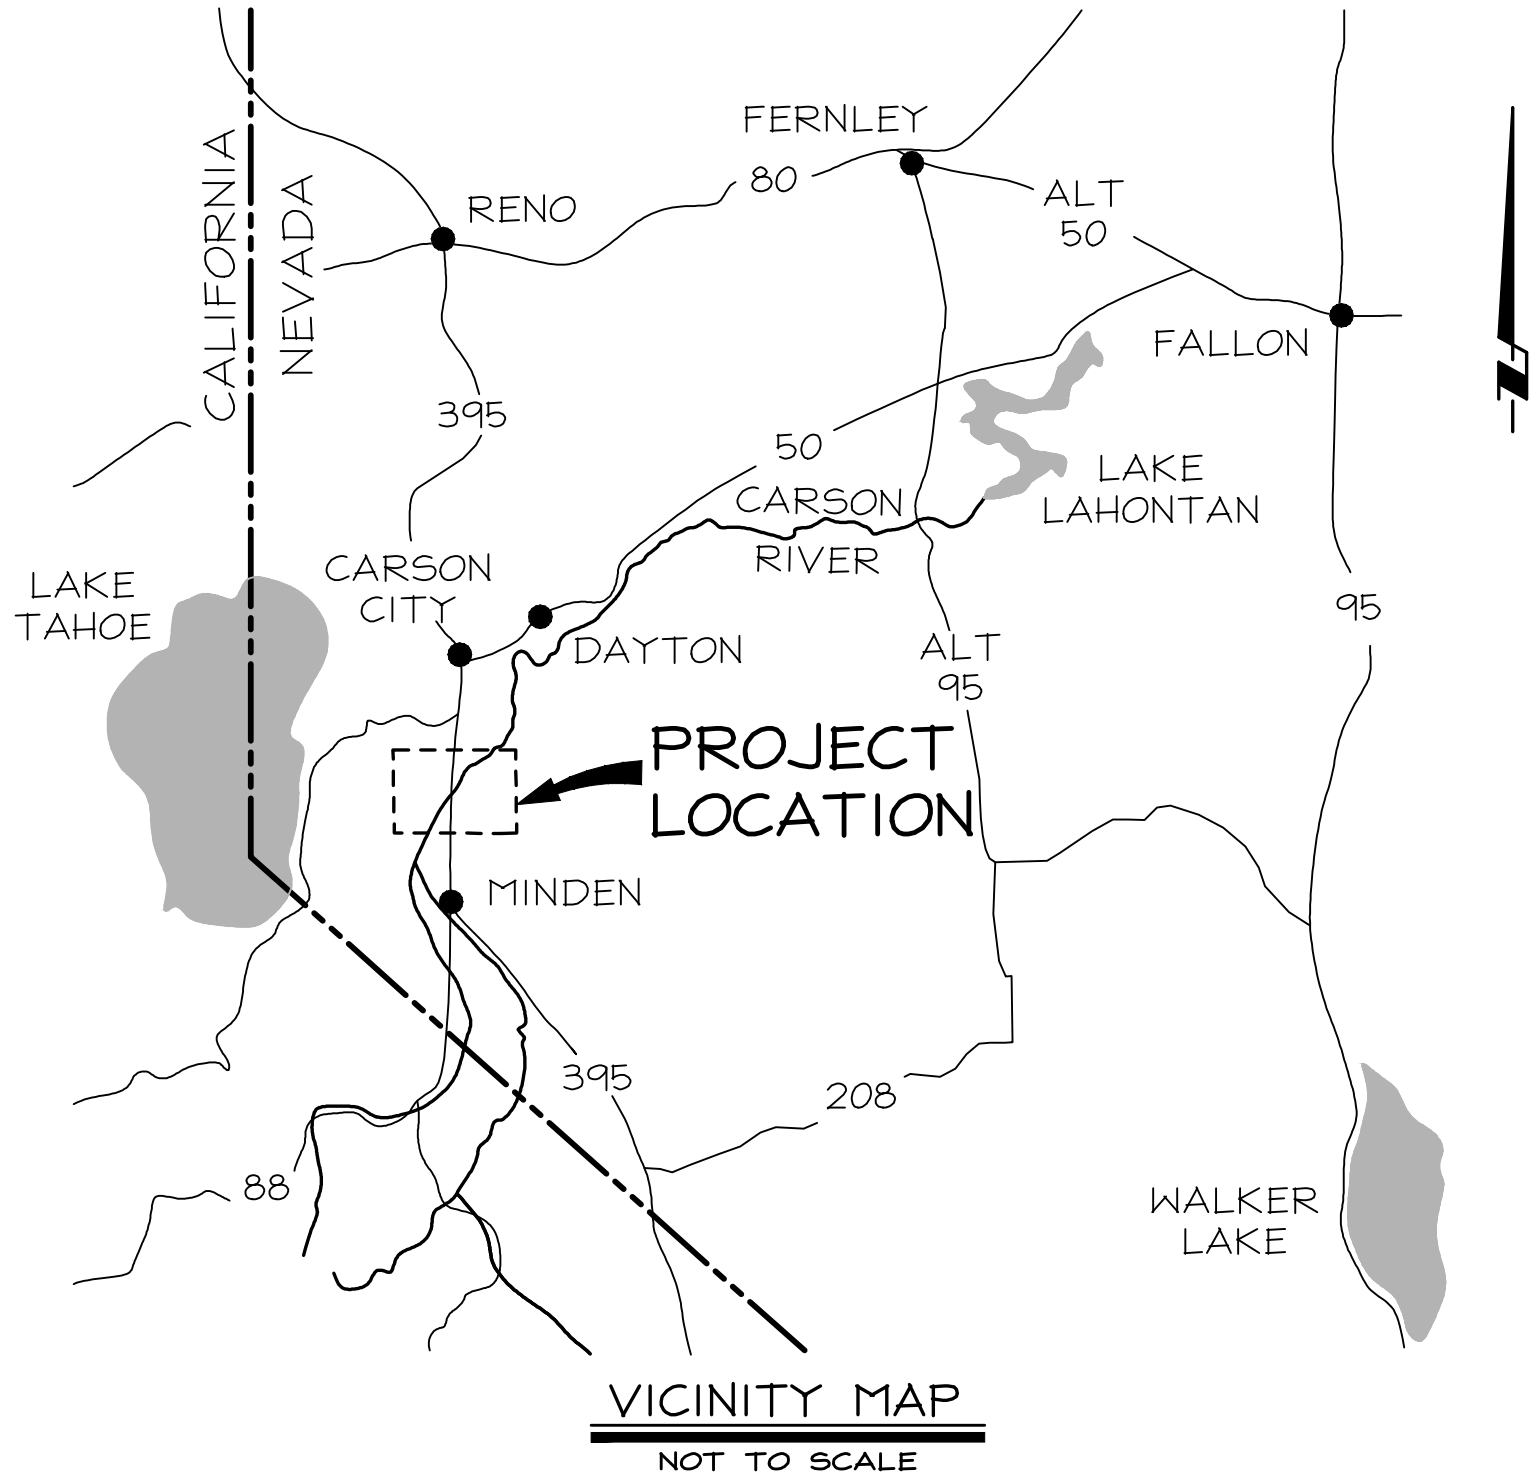 FERNLEY
80
ALT
50
RENO
CALIFORNIA
NEVADA
FALLON
395
50
LAKE
LAHONTAN
CARSON
RIVER
CARSON
CITY
LAKE
TAHOE
95
DAYTON
ALT
95
PROJECT
LOCATION
MINDEN
395
208
88
WALKER
LAKE
VICINITY MAP
NOT TO SCALE